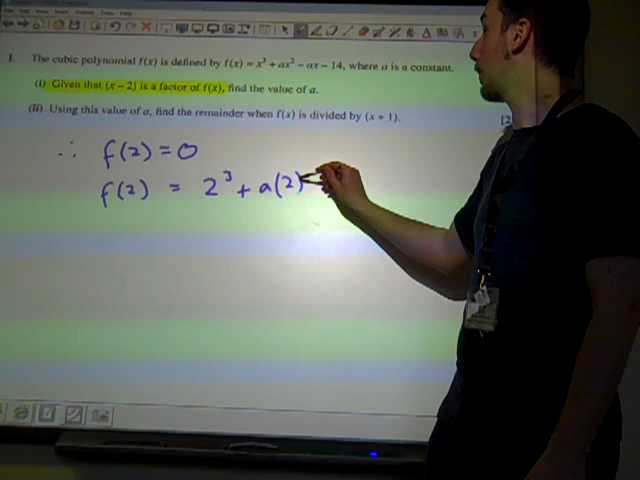 1 The cubic polynomial f(x) is defined by f(x) = x³ + ax² − ax − 14, where a is a constant.
(i) Given that (x − 2) is a factor of f(x), find the value of a.
(ii) Using this value of a, find the remainder when f(x) is divided by (x + 1). [2
∴ f(2) = 0
f(2) = 2³ + a(2)